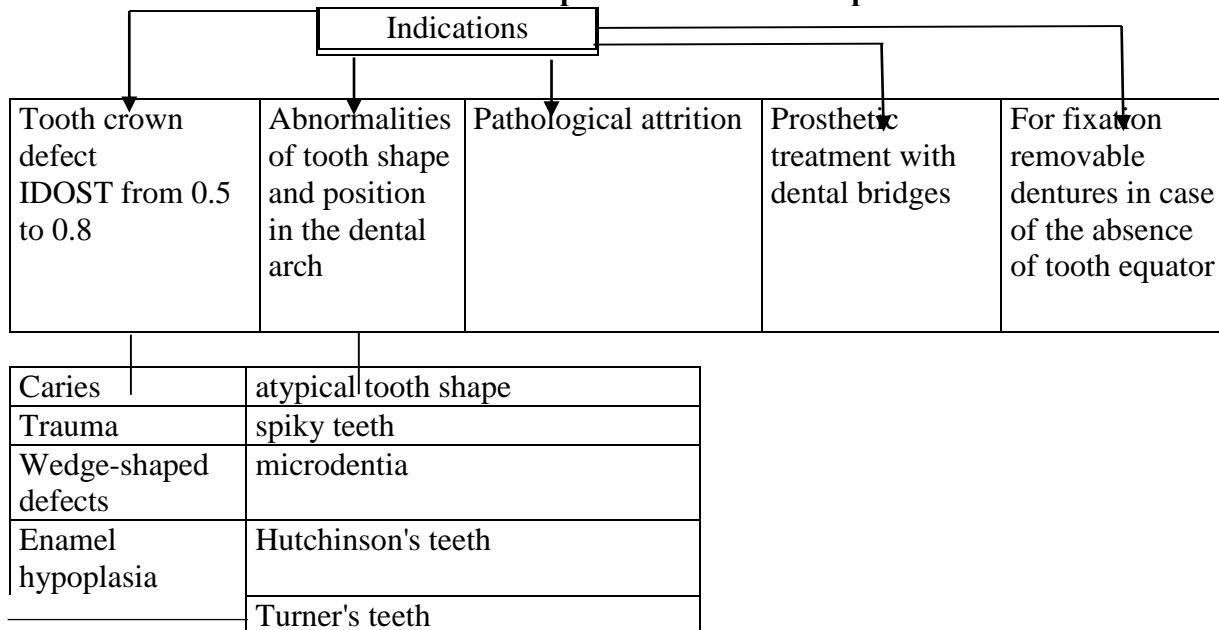 Indications
Tooth crown
defect
IDOST from 0.5
to 0.8
Abnormalities
of tooth shape
and position
in the dental
arch
Pathological attrition
Prosthetic
treatment with
dental bridges
For fixation
removable
dentures in case
of the absence
of tooth equator
Caries
atypical tooth shape
Trauma
spiky teeth
Wedge-shaped
defects
microdentia
Enamel
hypoplasia
Hutchinson's teeth
Turner's teeth